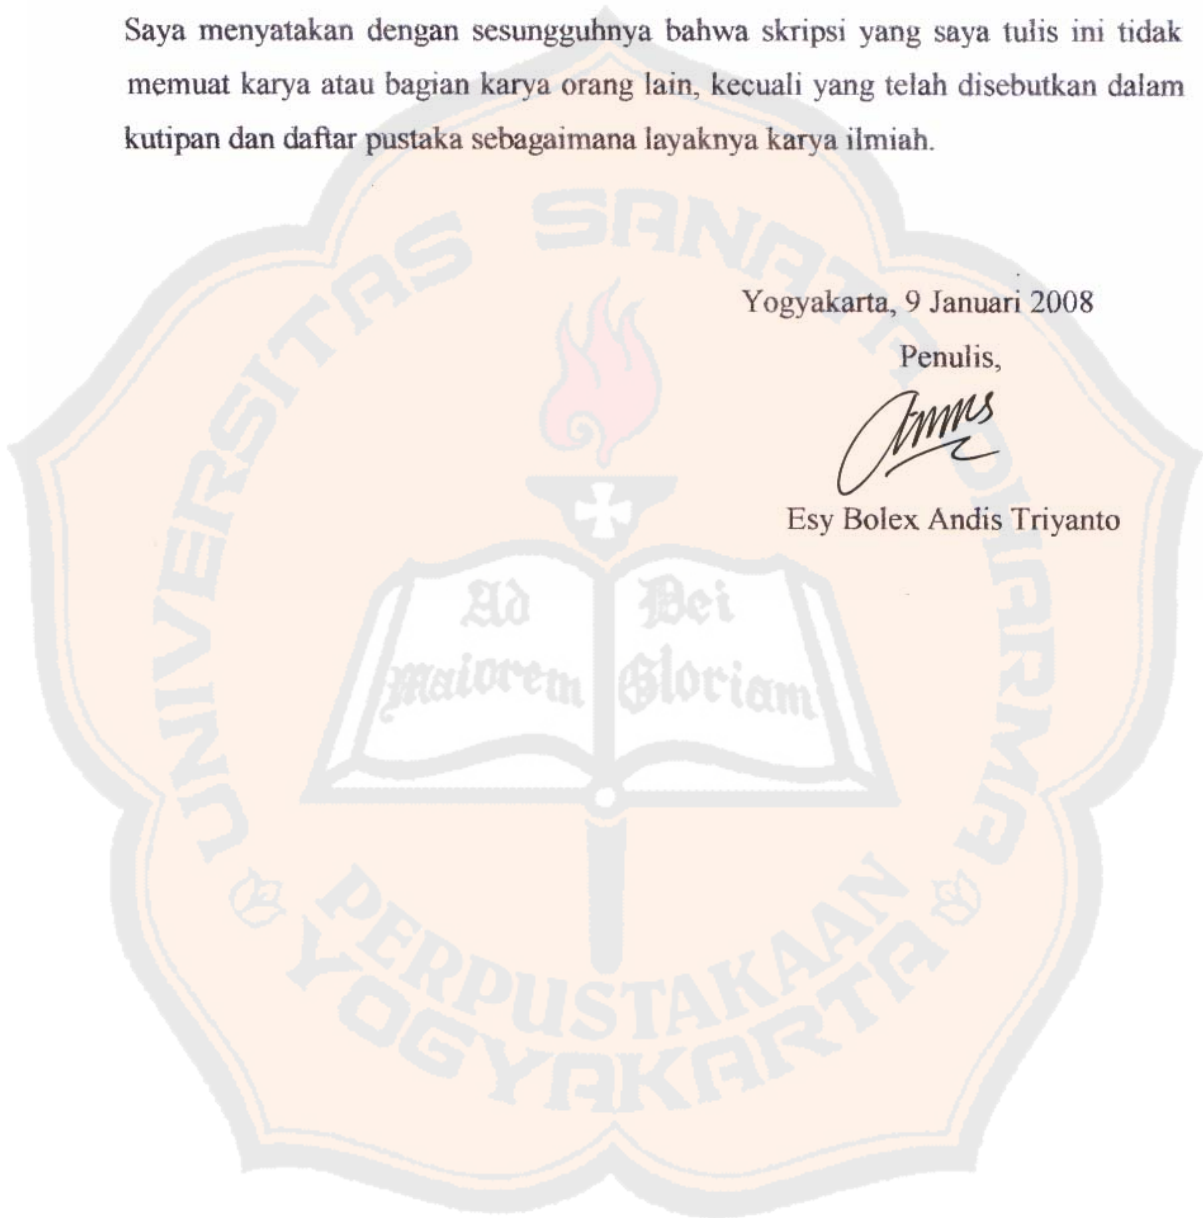 Saya menyatakan dengan sesungguhnya bahwa skripsi yang saya tulis ini tidak
memuat karya atau bagian karya orang lain, kecuali yang telah disebutkan dalam
kutipan dan daftar pustaka sebagaimana layaknya karya ilmiah.
Yogyakarta, 9 Januari 2008
Penulis,
Esy Bolex Andis Triyanto
UNIVERSITAS SANATA DHARMA
Ad Dei
Maiorem Gloriam
PERPUSTAKAAN
YOGYAKARTA